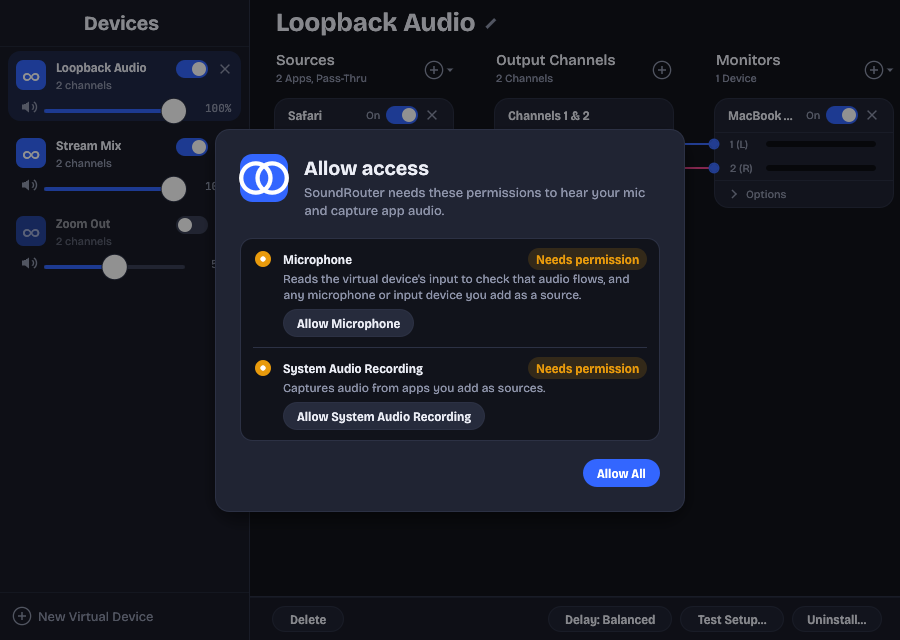 Devices
Loopback Audio
2 channels
100%
Stream Mix
2 channels
Zoom Out
2 channels
New Virtual Device
Loopback Audio
Sources
2 Apps, Pass-Thru
Output Channels
2 Channels
Monitors
1 Device
Safari
On
Channels 1 & 2
MacBook ...
On
1 (L)
2 (R)
Options
Allow access
SoundRouter needs these permissions to hear your mic
and capture app audio.
Microphone
Needs permission
Reads the virtual device's input to check that audio flows, and
any microphone or input device you add as a source.
Allow Microphone
System Audio Recording
Needs permission
Captures audio from apps you add as sources.
Allow System Audio Recording
Allow All
Delete
Delay: Balanced
Test Setup...
Uninstall...